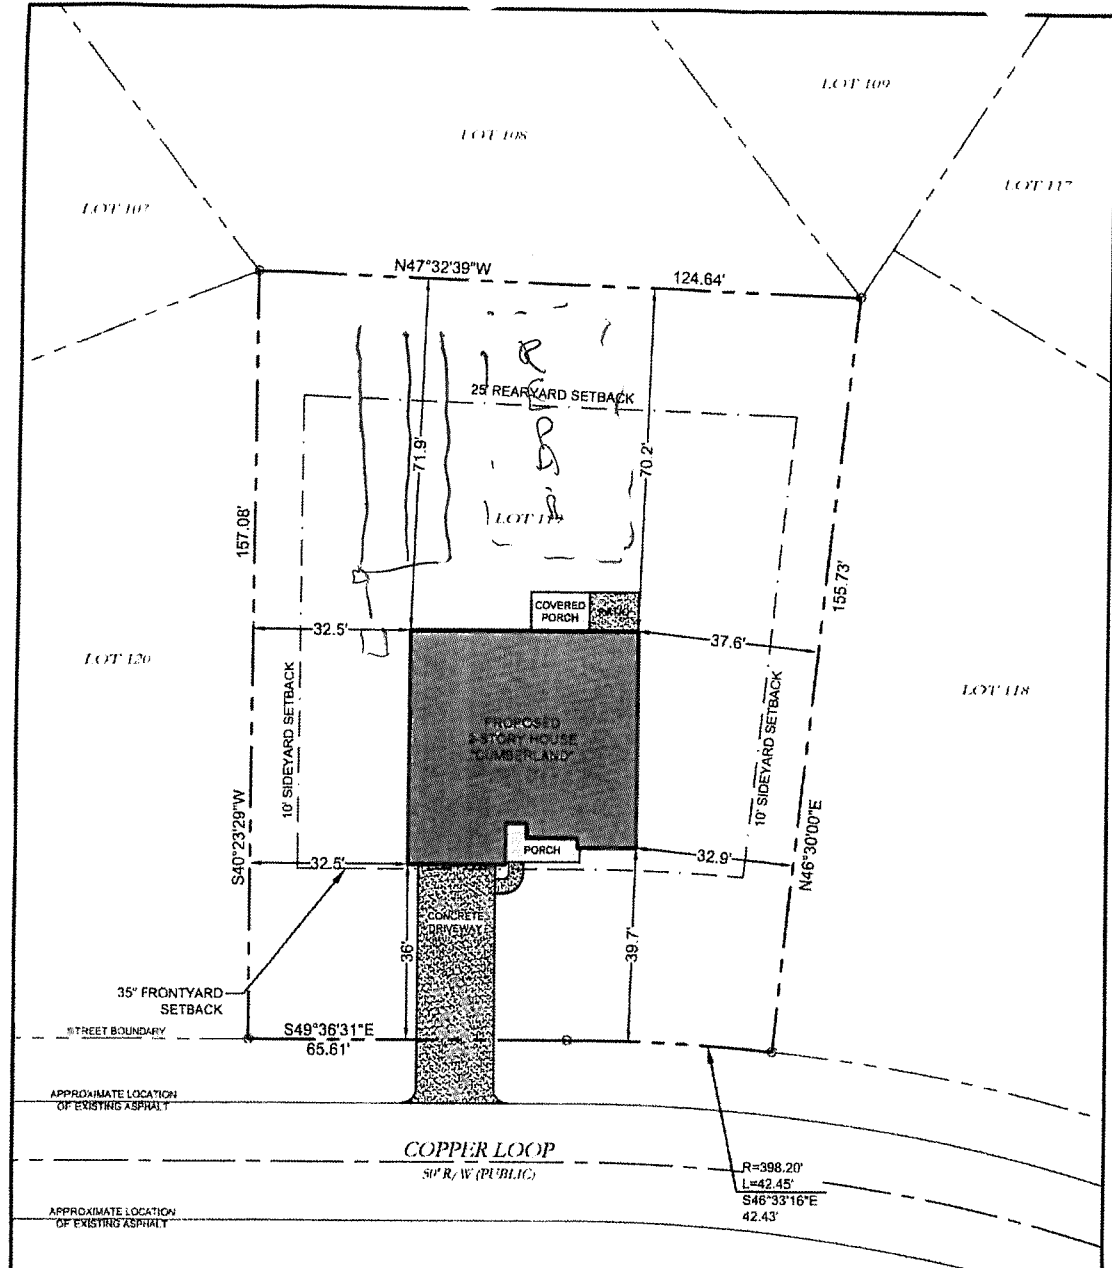 LOT 109
LOT 108
LOT 117
LOT 107
N47°32'39"W
124.64'
25' REARYARD SETBACK
71.9'
70.2'
157.08'
155.73'
COVERED
PORCH
PATIO
32.5'
37.6'
LOT 120
LOT 118
10' SIDEYARD SETBACK
10' SIDEYARD SETBACK
PROPOSED
2-STORY HOUSE
"CUMBERLAND"
S40°23'29"W
N46°30'00"E
PORCH
32.5'
32.9'
CONCRETE
DRIVEWAY
36'
39.7'
35" FRONTYARD
SETBACK
STREET BOUNDARY
S49°36'31"E
65.61'
APPROXIMATE LOCATION
OF EXISTING ASPHALT
COPPER LOOP
50' R/W (PUBLIC)
R=398.20'
L=42.45'
S46°33'16"E
42.43'
APPROXIMATE LOCATION
OF EXISTING ASPHALT